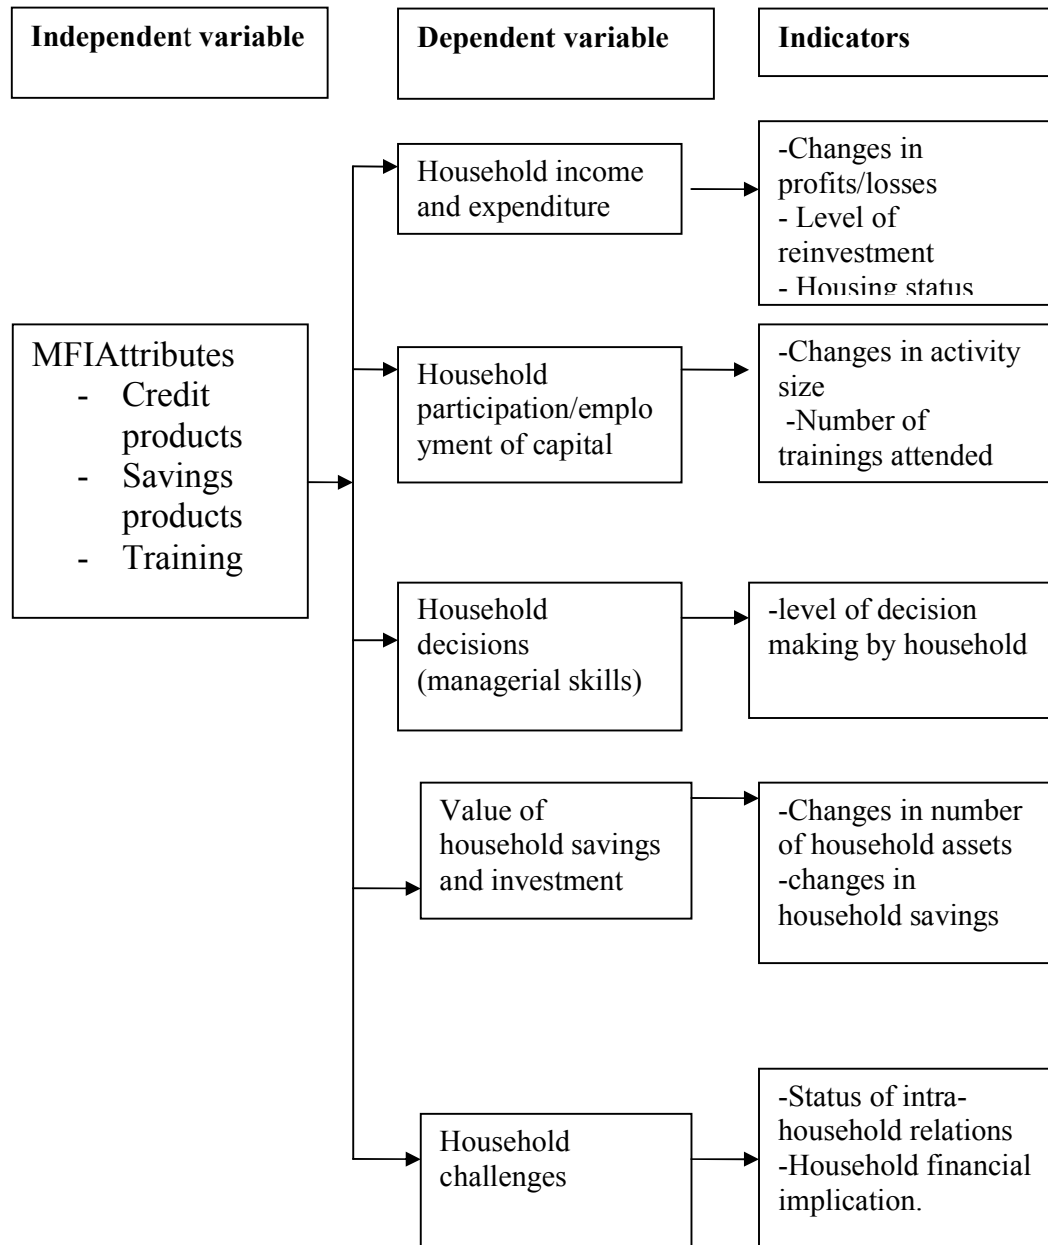 Independent variable
Dependent variable
Indicators
Household income
and expenditure
-Changes in
profits/losses
- Level of
reinvestment
- Housing status
MFIAttributes
- Credit
products
- Savings
products
- Training
Household
participation/emplo
yment of capital
-Changes in activity
size
-Number of
trainings attended
Household
decisions
(managerial skills)
-level of decision
making by household
Value of
household savings
and investment
-Changes in number
of household assets
-changes in
household savings
Household
challenges
-Status of intra-
household relations
-Household financial
implication.